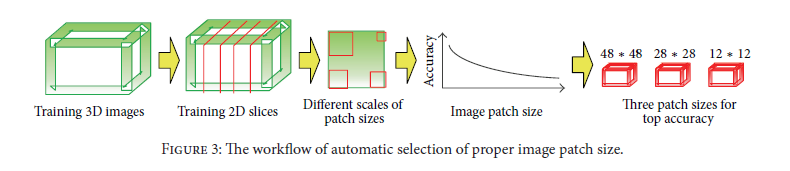 Training 3D images
Training 2D slices
Different scales of
patch sizes
Accuracy
Image patch size
48 * 48 28 * 28 12 * 12
Three patch sizes for
top accuracy
FIGURE 3: The workflow of automatic selection of proper image patch size.